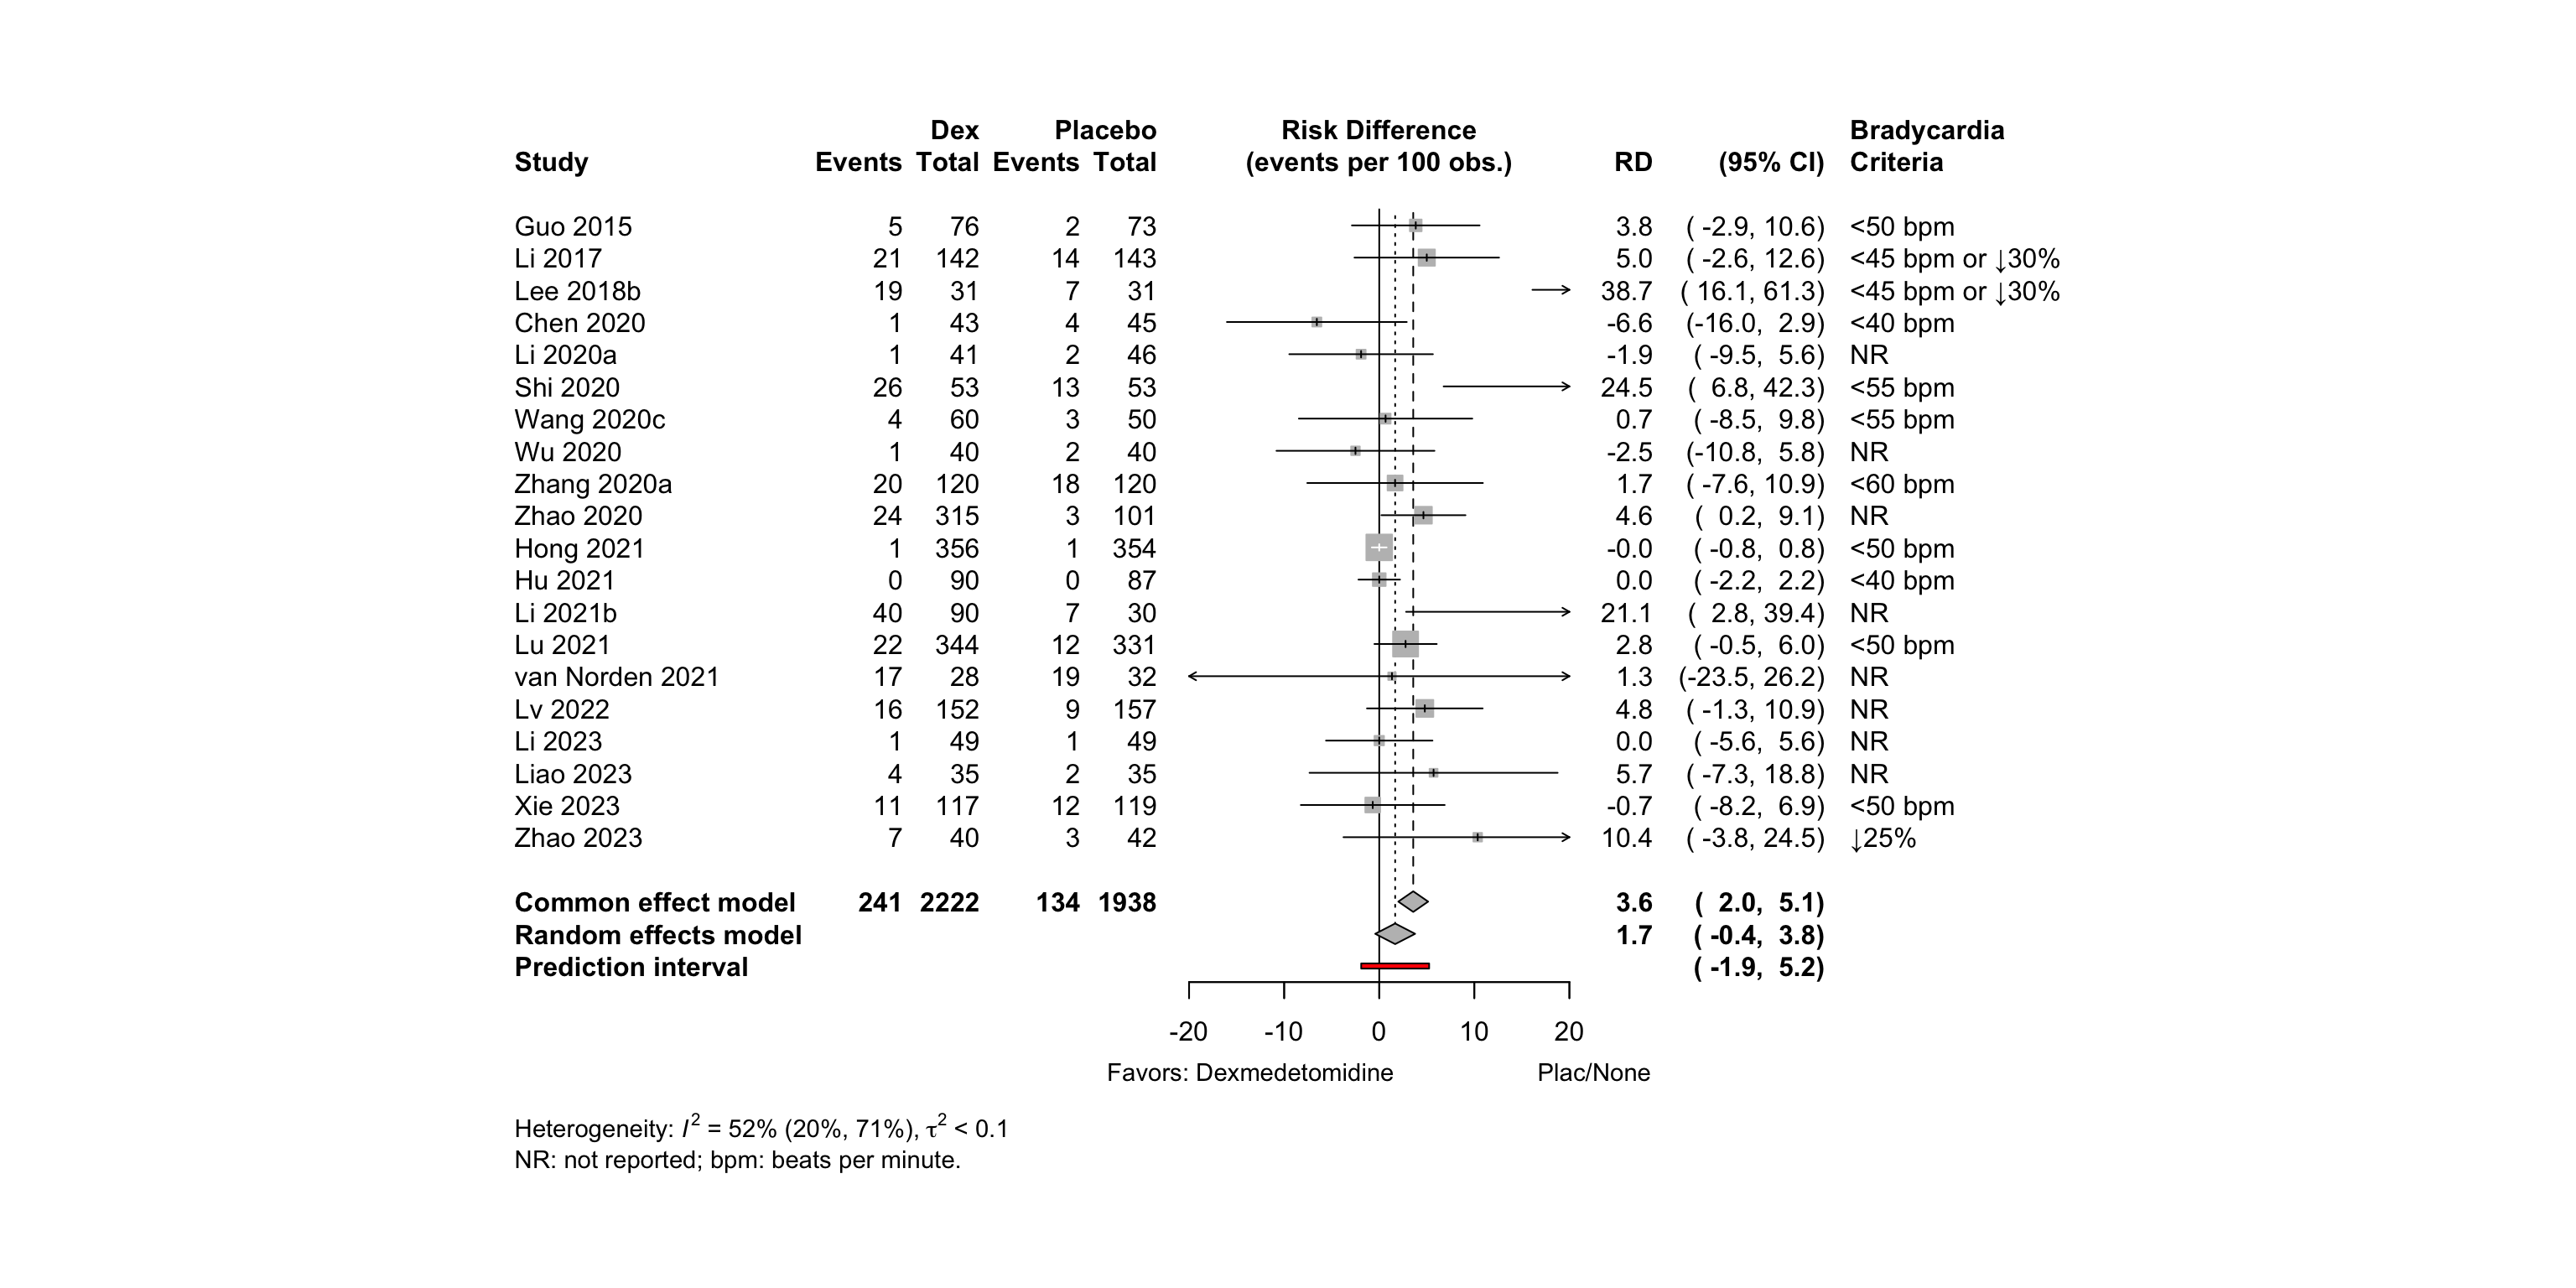 Dex Placebo Risk Difference Bradycardia
Study Events Total Events Total (events per 100 obs.) RD (95% CI) Criteria
Guo 2015 5 76 2 73 3.8 ( -2.9, 10.6) <50 bpm
Li 2017 21 142 14 143 5.0 ( -2.6, 12.6) <45 bpm or ↓30%
Lee 2018b 19 31 7 31 38.7 ( 16.1, 61.3) <45 bpm or ↓30%
Chen 2020 1 43 4 45 -6.6 (-16.0, 2.9) <40 bpm
Li 2020a 1 41 2 46 -1.9 ( -9.5, 5.6) NR
Shi 2020 26 53 13 53 24.5 ( 6.8, 42.3) <55 bpm
Wang 2020c 4 60 3 50 0.7 ( -8.5, 9.8) <55 bpm
Wu 2020 1 40 2 40 -2.5 (-10.8, 5.8) NR
Zhang 2020a 20 120 18 120 1.7 ( -7.6, 10.9) <60 bpm
Zhao 2020 24 315 3 101 4.6 ( 0.2, 9.1) NR
Hong 2021 1 356 1 354 -0.0 ( -0.8, 0.8) <50 bpm
Hu 2021 0 90 0 87 0.0 ( -2.2, 2.2) <40 bpm
Li 2021b 40 90 7 30 21.1 ( 2.8, 39.4) NR
Lu 2021 22 344 12 331 2.8 ( -0.5, 6.0) <50 bpm
van Norden 2021 17 28 19 32 1.3 (-23.5, 26.2) NR
Lv 2022 16 152 9 157 4.8 ( -1.3, 10.9) NR
Li 2023 1 49 1 49 0.0 ( -5.6, 5.6) NR
Liao 2023 4 35 2 35 5.7 ( -7.3, 18.8) NR
Xie 2023 11 117 12 119 -0.7 ( -8.2, 6.9) <50 bpm
Zhao 2023 7 40 3 42 10.4 ( -3.8, 24.5) ↓25%
Common effect model 241 2222 134 1938 3.6 ( 2.0, 5.1)
Random effects model 1.7 ( -0.4, 3.8)
Prediction interval ( -1.9, 5.2)
-20 -10 0 10 20
Favors: Dexmedetomidine Plac/None
Heterogeneity: I² = 52% (20%, 71%), τ² < 0.1
NR: not reported; bpm: beats per minute.